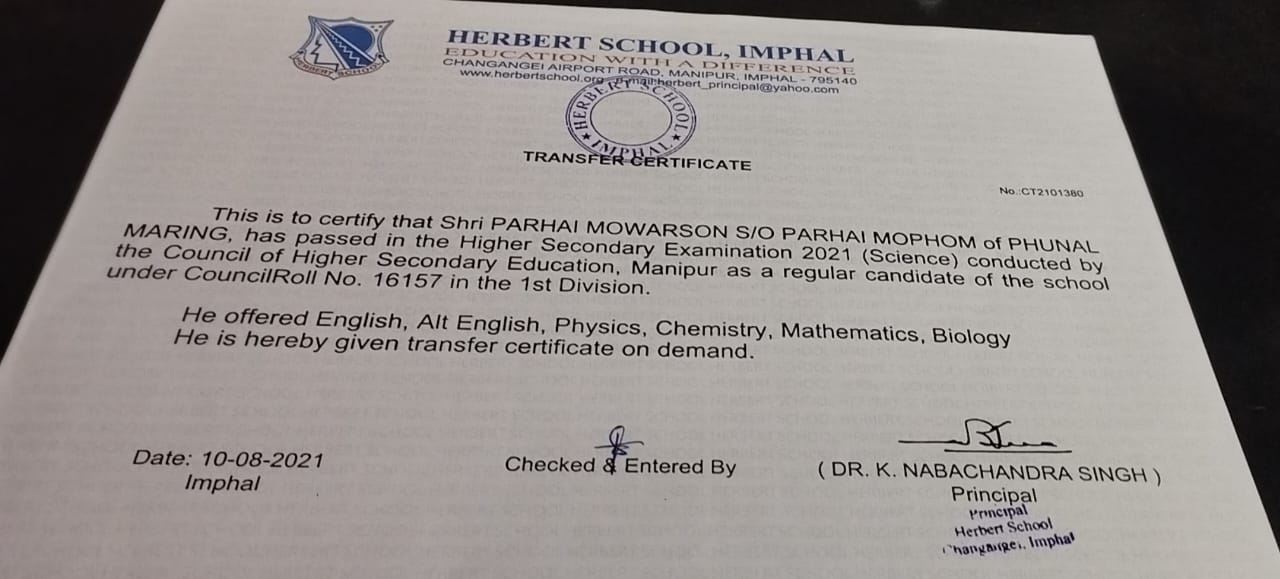 HERBERT SCHOOL
HERBERT SCHOOL, IMPHAL
EDUCATION WITH A DIFFERENCE
CHANGANGEI AIRPORT ROAD, MANIPUR, IMPHAL - 795140
www.herbertschool.org e-mail:herbert_principal@yahoo.com
HERBERT SCHOOL
★ IMPHAL ★
TRANSFER CERTIFICATE
No.:CT2101380
This is to certify that Shri PARHAI MOWARSON S/O PARHAI MOPHOM of PHUNAL
MARING, has passed in the Higher Secondary Examination 2021 (Science) conducted by
the Council of Higher Secondary Education, Manipur as a regular candidate of the school
under CouncilRoll No. 16157 in the 1st Division.
He offered English, Alt English, Physics, Chemistry, Mathematics, Biology
He is hereby given transfer certificate on demand.
Date: 10-08-2021
Imphal
Checked & Entered By
( DR. K. NABACHANDRA SINGH )
Principal
Principal
Herbert School
Changangei, Imphal